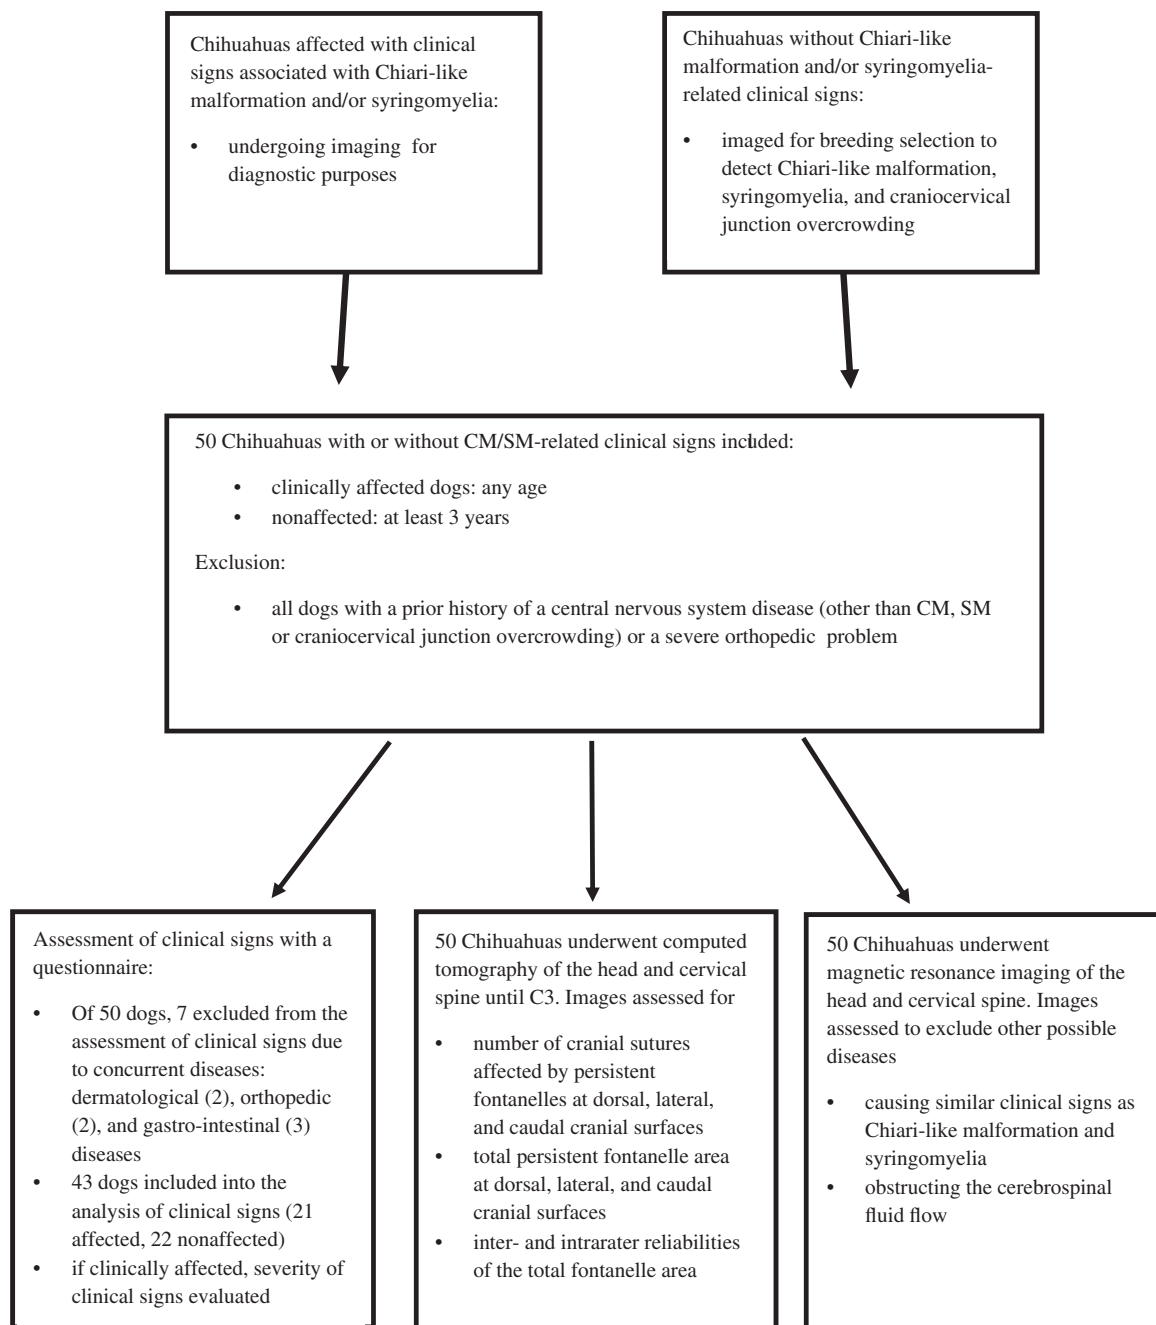 Chihuahuas affected with clinical
signs associated with Chiari-like
malformation and/or syringomyelia:
• undergoing imaging for
diagnostic purposes
Chihuahuas without Chiari-like
malformation and/or syringomyelia-
related clinical signs:
• imaged for breeding selection to
detect Chiari-like malformation,
syringomyelia, and craniocervical
junction overcrowding
50 Chihuahuas with or without CM/SM-related clinical signs included:
• clinically affected dogs: any age
• nonaffected: at least 3 years
Exclusion:
• all dogs with a prior history of a central nervous system disease (other than CM, SM
or craniocervical junction overcrowding) or a severe orthopedic problem
Assessment of clinical signs with a
questionnaire:
• Of 50 dogs, 7 excluded from the
assessment of clinical signs due
to concurrent diseases:
dermatological (2), orthopedic
(2), and gastro-intestinal (3)
diseases
• 43 dogs included into the
analysis of clinical signs (21
affected, 22 nonaffected)
• if clinically affected, severity of
clinical signs evaluated
50 Chihuahuas underwent computed
tomography of the head and cervical
spine until C3. Images assessed for
• number of cranial sutures
affected by persistent
fontanelles at dorsal, lateral,
and caudal cranial surfaces
• total persistent fontanelle area
at dorsal, lateral, and caudal
cranial surfaces
• inter- and intrarater reliabilities
of the total fontanelle area
50 Chihuahuas underwent
magnetic resonance imaging of the
head and cervical spine. Images
assessed to exclude other possible
diseases
• causing similar clinical signs as
Chiari-like malformation and
syringomyelia
• obstructing the cerebrospinal
fluid flow